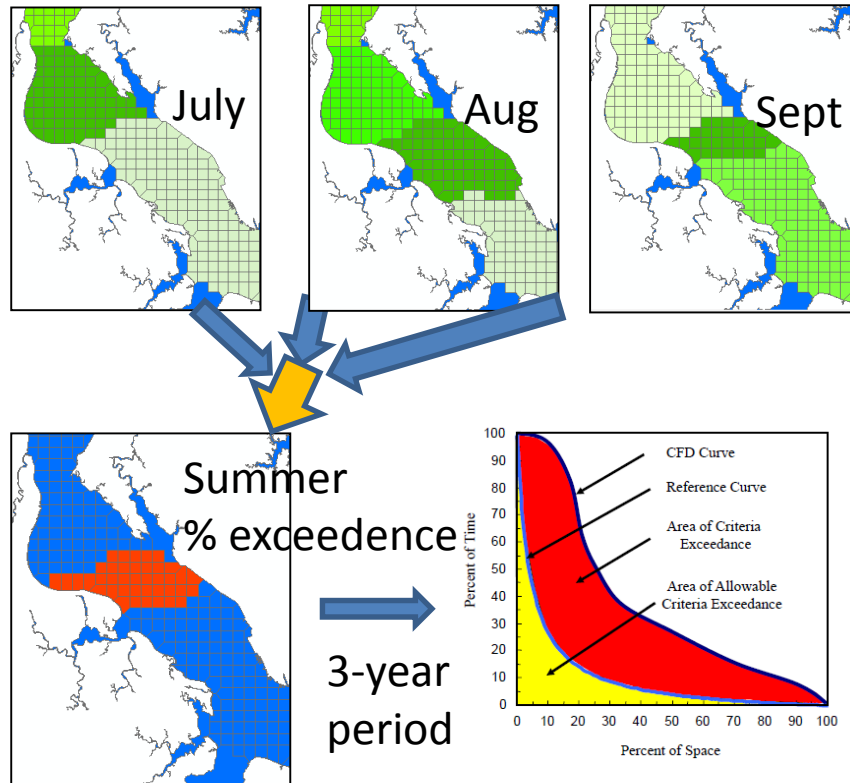 July
Aug
Sept
Summer
% exceedence
3-year
period
100
90
80
70
60
50
40
30
20
10
0
Percent of Time
CFD Curve
Reference Curve
Area of Criteria
Exceedance
Area of Allowable
Criteria Exceedance
0 10 20 30 40 50 60 70 80 90 100
Percent of Space